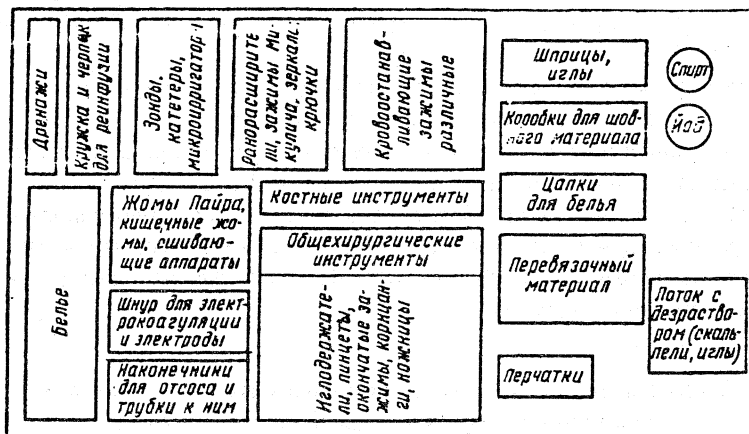 Дренажи
Кружка и черпак
для реинфузии
Зонды,
катетеры,
микроирригатор
Ранорасширите
ли, зажимы Ми-
кулича, зеркала,
крючки
Кровоостанав-
ливающие
зажимы
различные
Шприцы,
иглы
Спирт
Коробки для шов-
ного материала
Йод
Белье
Жомы Пайра,
кишечные жо-
мы, сшиваю-
щие аппараты
Костные инструменты
Цапки
для белья
Общехирургические
инструменты
Иглодержате-
ли, пинцеты,
окончатые за-
жимы, корнцан-
ги, ножницы
Перевязочный
материал
Шнур для элект-
рокоагуляции
и электроды
Наконечники
для отсоса и
трубки к ним
Перчатки
Лоток с
дезраство-
ром (скаль-
пели, иглы)